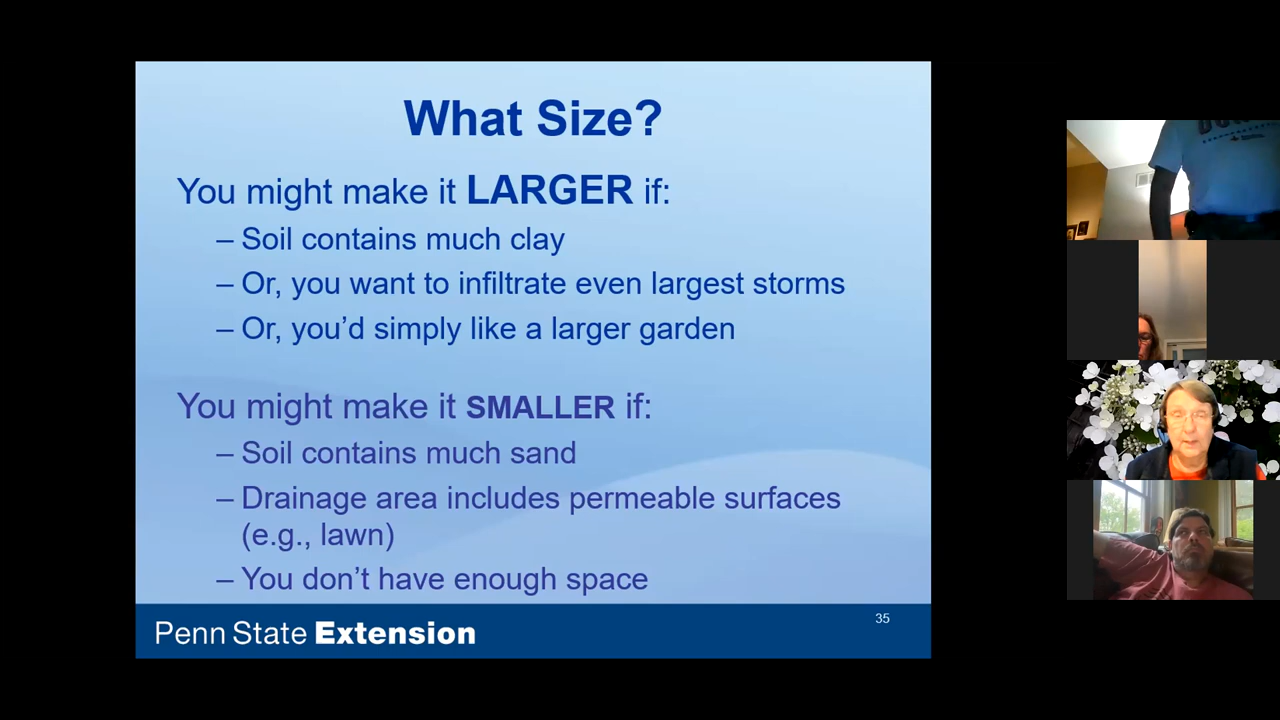 What Size?
You might make it LARGER if:
– Soil contains much clay
– Or, you want to infiltrate even largest storms
– Or, you’d simply like a larger garden
You might make it SMALLER if:
– Soil contains much sand
– Drainage area includes permeable surfaces
(e.g., lawn)
– You don’t have enough space
35
Penn State Extension